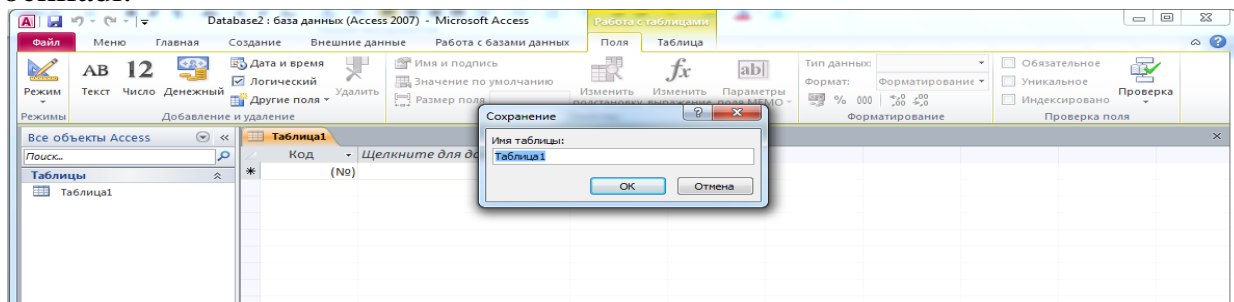 Database2 : база данных (Access 2007) - Microsoft Access
Работа с таблицами
Файл Меню Главная Создание Внешние данные Работа с базами данных Поля Таблица
Режим
Режимы
АВ Текст
12 Число
Денежный
Дата и время
Логический
Другие поля
Удалить
Добавление и удаление
Имя и подпись
Значение по умолчанию
Размер поля
Изменить подстановку
fx Изменить выражение
ab Параметры поля МЕМО
Тип данных:
Формат: Форматирование
% 000
Форматирование
Обязательное
Уникальное
Индексировано
Проверка
Проверка поля
Все объекты Access
Поиск...
Таблицы
Таблица1
Таблица1
Код Щелкните для до
(№)
Сохранение
Имя таблицы:
Таблица1
ОК Отмена